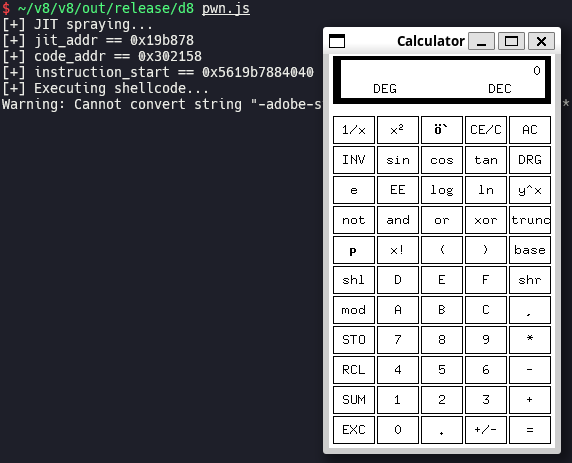 $ ~/v8/v8/out/release/d8 pwn.js
[+] JIT spraying...
[+] jit_addr == 0x19b878
[+] code_addr == 0x302158
[+] instruction_start == 0x5619b7884040
[+] Executing shellcode...
Warning: Cannot convert string "-adobe-s
*
Calculator
0
DEG DEC
1/x x² ö` CE/C AC
INV sin cos tan DRG
e EE log ln y^x
not and or xor trunc
p x! ( ) base
shl D E F shr
mod A B C ,
STO 7 8 9 *
RCL 4 5 6 -
SUM 1 2 3 +
EXC 0 . +/- =